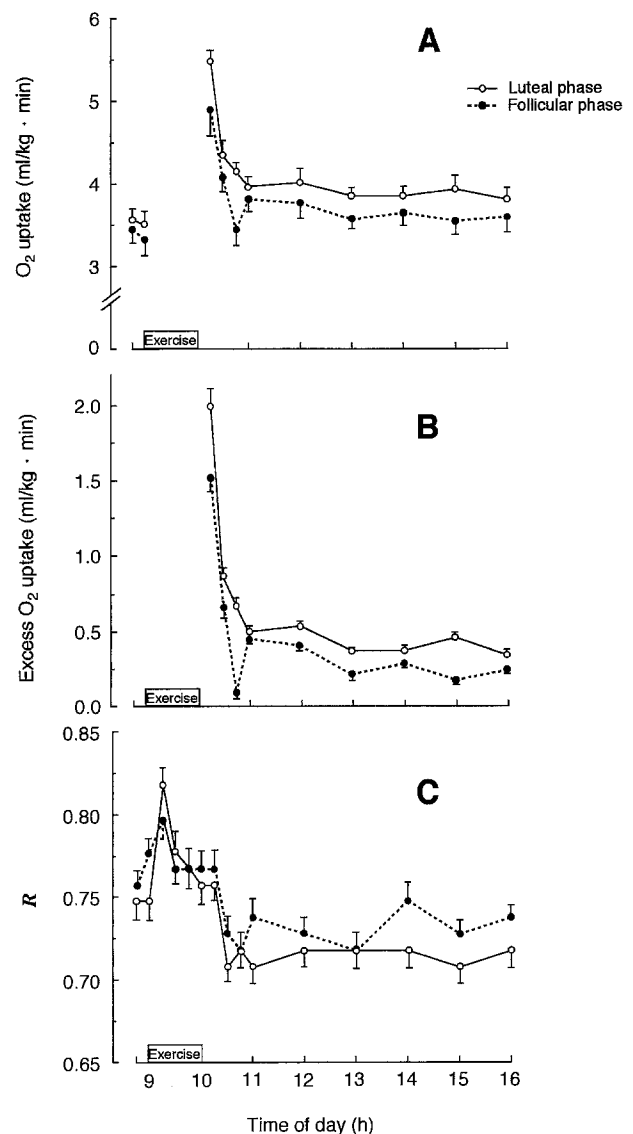 A
Luteal phase
Follicular phase
O₂ uptake (ml/kg · min)
6
5
4
3
0
Exercise
B
Excess O₂ uptake (ml/kg · min)
2.0
1.5
1.0
0.5
0.0
Exercise
C
R
0.85
0.80
0.75
0.70
0.65
Exercise
9 10 11 12 13 14 15 16
Time of day (h)